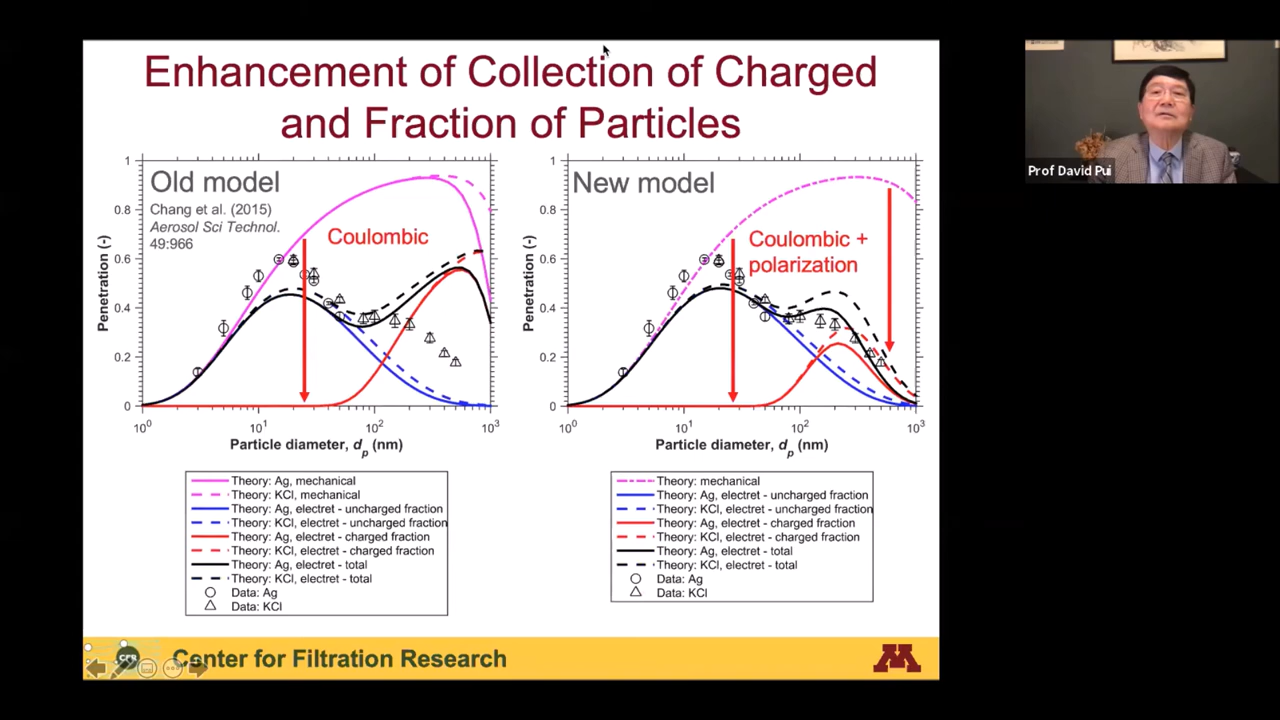 Enhancement of Collection of Charged
and Fraction of Particles
Old model
Chang et al. (2015)
Aerosol Sci Technol.
49:966
Coulombic
1
0.8
0.6
0.4
0.2
0
Penetration (-)
10^0
10^1
10^2
10^3
Particle diameter, d_p (nm)
Theory: Ag, mechanical
Theory: KCl, mechanical
Theory: Ag, electret - uncharged fraction
Theory: KCl, electret - uncharged fraction
Theory: Ag, electret - charged fraction
Theory: KCl, electret - charged fraction
Theory: Ag, electret - total
Theory: KCl, electret - total
Data: Ag
Data: KCl
New model
Coulombic +
polarization
1
0.8
0.6
0.4
0.2
0
Penetration (-)
10^0
10^1
10^2
10^3
Particle diameter, d_p (nm)
Theory: mechanical
Theory: Ag, electret - uncharged fraction
Theory: KCl, electret - uncharged fraction
Theory: Ag, electret - charged fraction
Theory: KCl, electret - charged fraction
Theory: Ag, electret - total
Theory: KCl, electret - total
Data: Ag
Data: KCl
CFR
Center for Filtration Research
M
Prof David Pui